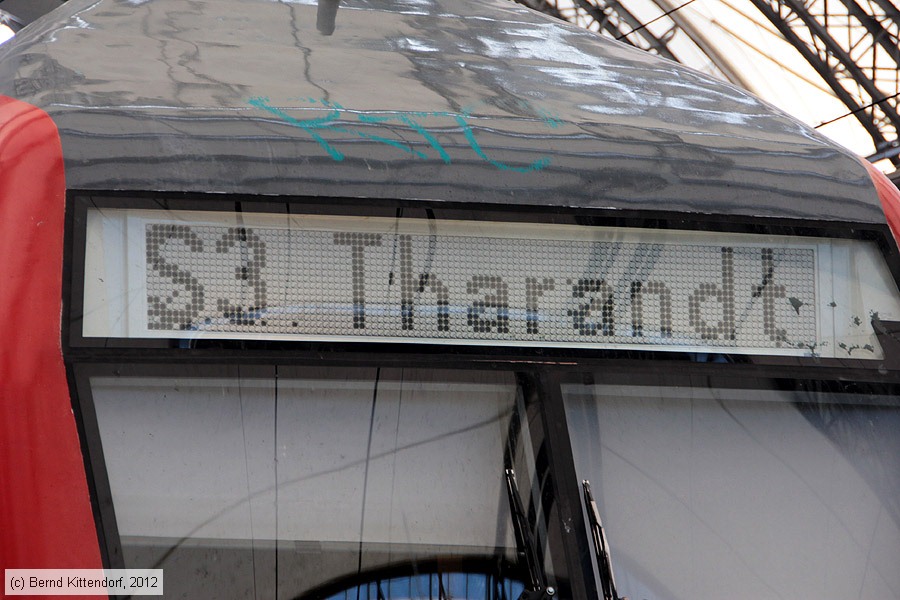 S3 Tharandt
(c) Bernd Kittendorf, 2012